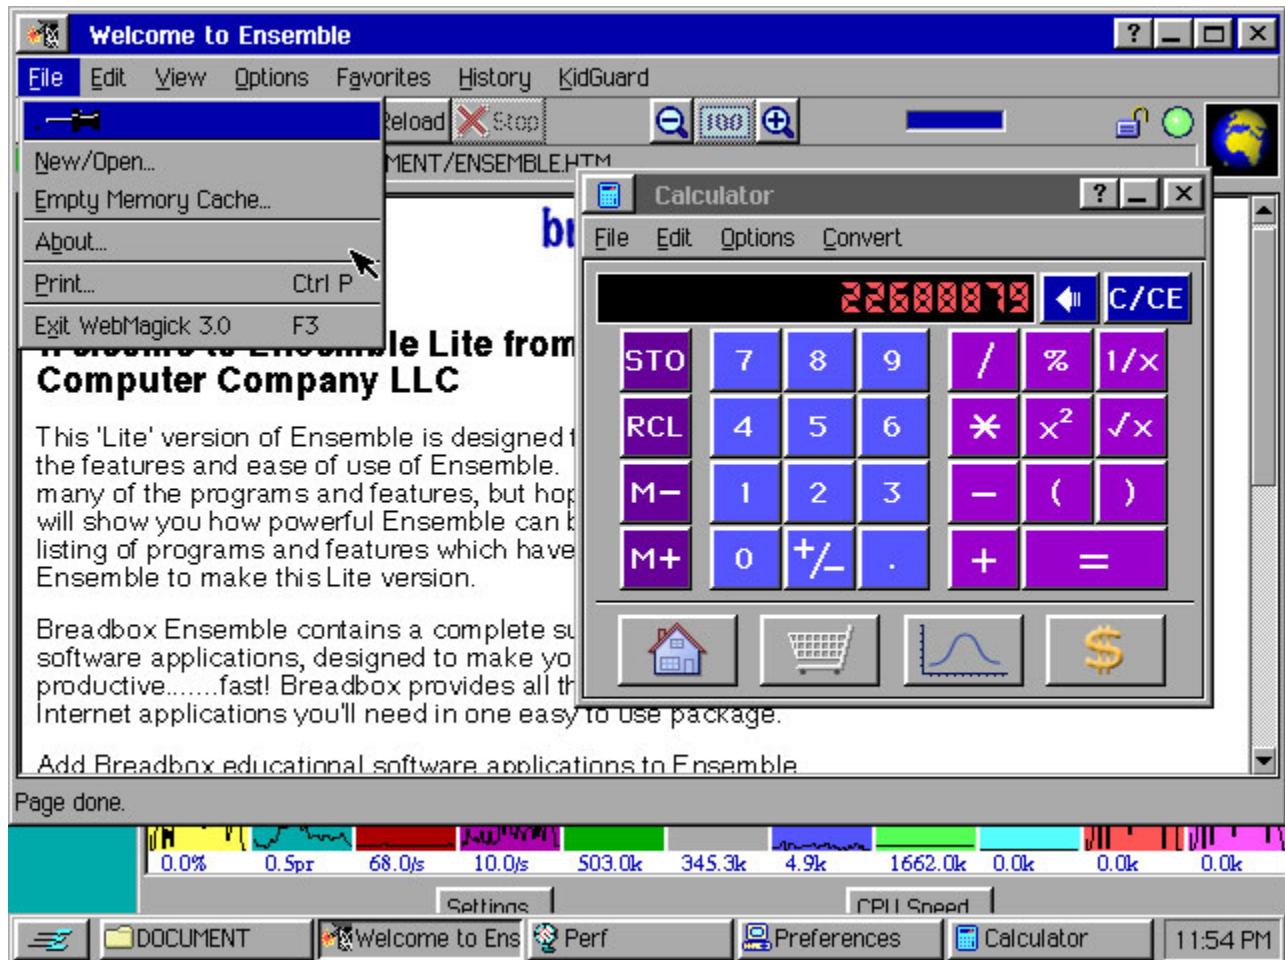 Welcome to Ensemble
File Edit View Options Favorites History KidGuard
Reload Stop 100
New/Open...
MENT/ENSEMBLE.HTM
Empty Memory Cache...
About...
Print... Ctrl P
Exit WebMagick 3.0 F3
Welcome to Ensemble Lite from
Computer Company LLC
This 'Lite' version of Ensemble is designed
the features and ease of use of Ensemble.
many of the programs and features, but
will show you how powerful Ensemble can
listing of programs and features which have
Ensemble to make this Lite version.
Breadbox Ensemble contains a complete
software applications, designed to make
productive.......fast! Breadbox provides all
Internet applications you'll need in one easy to use package.
Add Breadbox educational software applications to Ensemble
Page done.
Calculator
File Edit Options Convert
22688879 C/CE
STO 7 8 9 / % 1/x
RCL 4 5 6 * x² √x
M− 1 2 3 − ( )
M+ 0 +/− . + =
$
0.0% 0.5pr 68.0/s 10.0/s 503.0k 345.3k 4.9k 1662.0k 0.0k 0.0k 0.0k
Settings CPU Speed
DOCUMENT Welcome to Ens Perf Preferences Calculator 11:54 PM